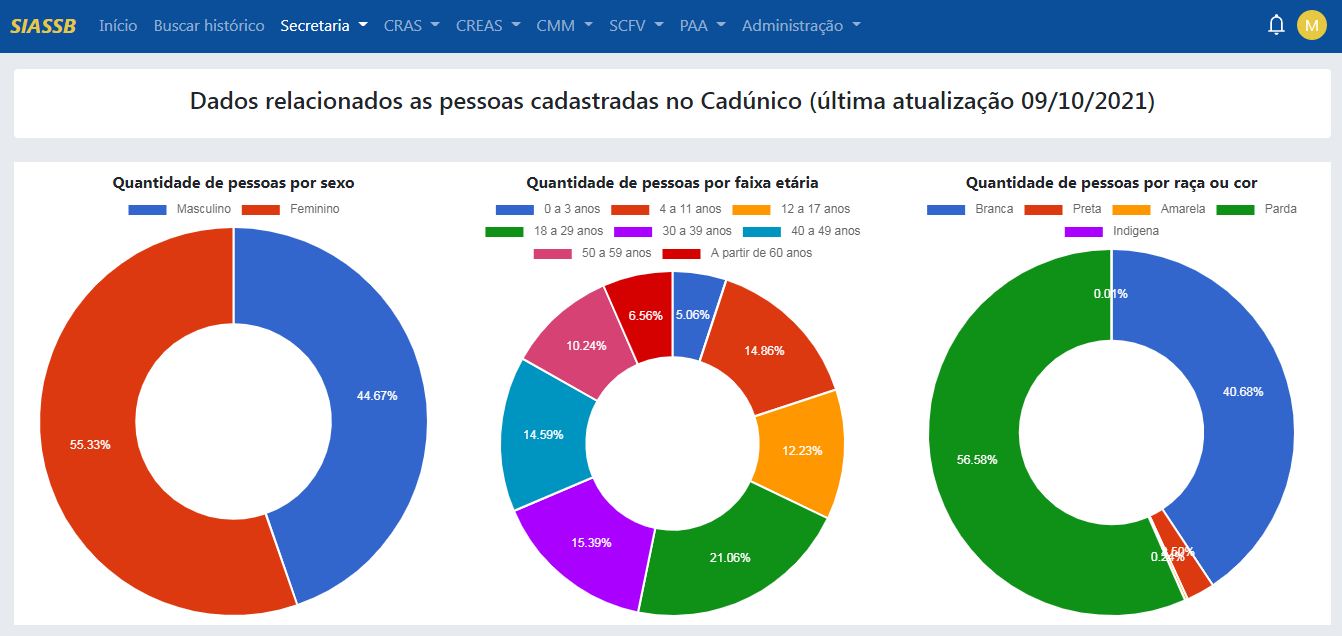 SIASSB Início Buscar histórico Secretaria CRAS CREAS CMM SCFV PAA Administração M
Dados relacionados as pessoas cadastradas no Cadúnico (última atualização 09/10/2021)
Quantidade de pessoas por sexo
Masculino Feminino
44.67%
55.33%
Quantidade de pessoas por faixa etária
0 a 3 anos 4 a 11 anos 12 a 17 anos
18 a 29 anos 30 a 39 anos 40 a 49 anos
50 a 59 anos A partir de 60 anos
6.56% 5.06%
10.24% 14.86%
14.59% 12.23%
15.39% 21.06%
Quantidade de pessoas por raça ou cor
Branca Preta Amarela Parda
Indigena
0.01%
40.68%
56.58%
0.24%